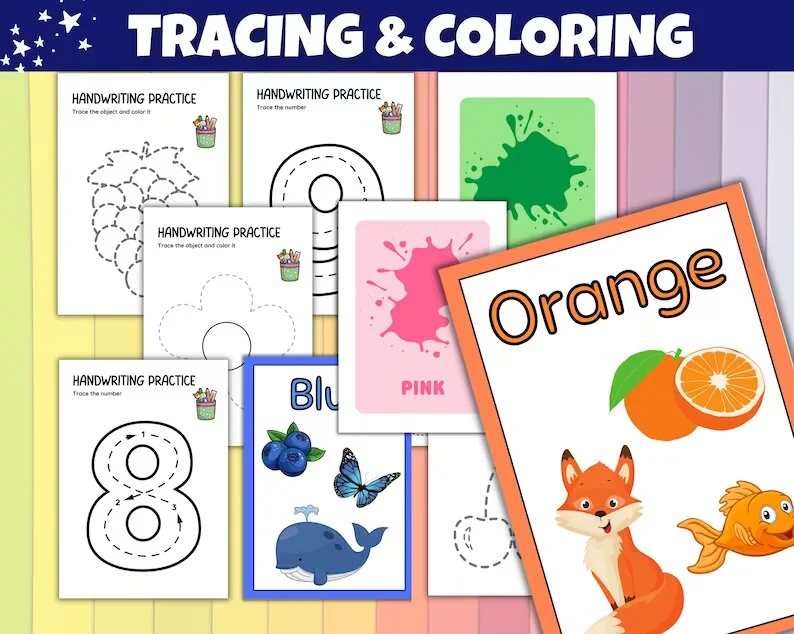 TRACING & COLORING
HANDWRITING PRACTICE
Trace the object and color it
HANDWRITING PRACTICE
Trace the number
HANDWRITING PRACTICE
Trace the object and color it
PINK
Orange
HANDWRITING PRACTICE
Trace the number
1
2
3
Blu